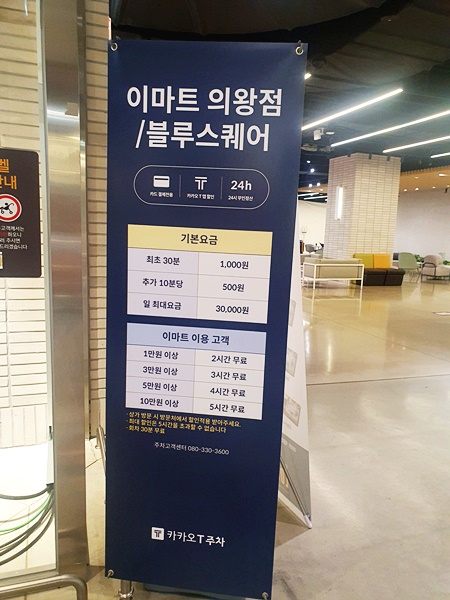 이마트 의왕점
/블루스퀘어
카드 결제전용
카카오 T 앱 할인
24h
24시 무인정산
기본요금
최초 30분 1,000원
추가 10분당 500원
일 최대요금 30,000원
이마트 이용 고객
1만원 이상 2시간 무료
3만원 이상 3시간 무료
5만원 이상 4시간 무료
10만원 이상 5시간 무료
· 상가 방문 시 방문처에서 할인적용 받아주세요.
· 최대 할인은 5시간을 초과할 수 없습니다
· 회차 30분 무료
주차고객센터 080-330-3600
카카오 T 주차